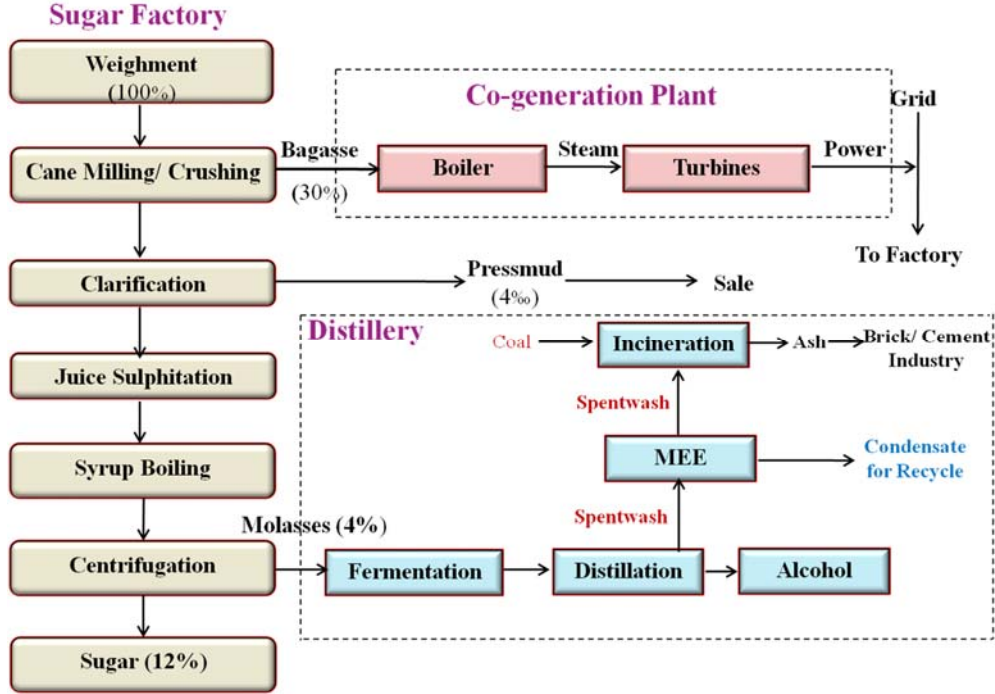 Sugar Factory
Weighment
(100%)
Co-generation Plant
Grid
Cane Milling/ Crushing
Bagasse
(30%)
Boiler
Steam
Turbines
Power
To Factory
Clarification
Pressmud
(4‰)
Sale
Distillery
Coal
Incineration
Ash
Brick/ Cement
Industry
Juice Sulphitation
Spentwash
Syrup Boiling
MEE
Condensate
for Recycle
Spentwash
Molasses (4%)
Centrifugation
Fermentation
Distillation
Alcohol
Sugar (12%)